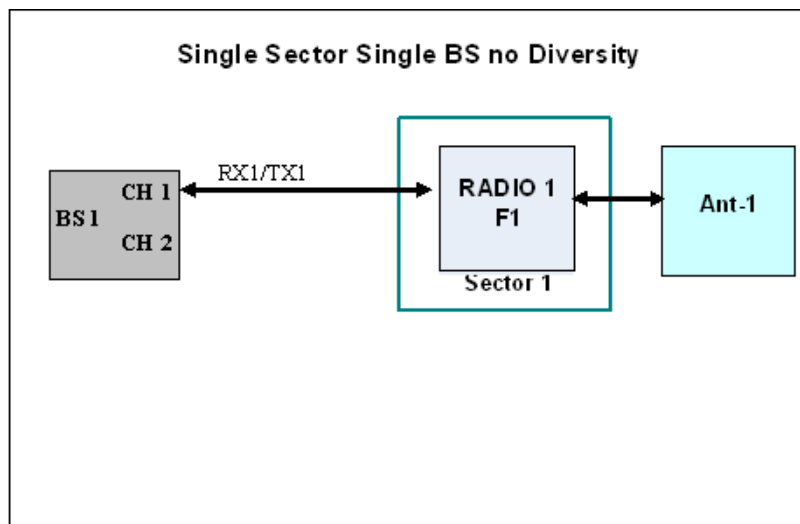 Single Sector Single BS no Diversity
RX1/TX1
CH 1
BS1
CH 2
RADIO 1
F1
Sector 1
Ant-1